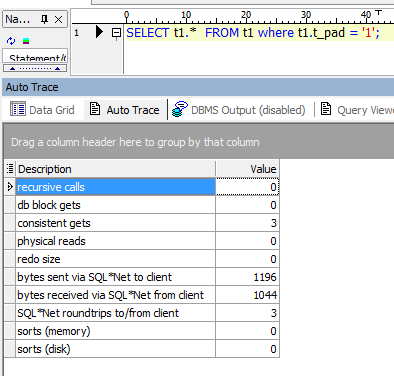 Na...
Statement/(
0 10 20 30 40
1 SELECT t1.* FROM t1 where t1.t_pad = '1';
Auto Trace
Data Grid Auto Trace DBMS Output (disabled) Query Viewe
Drag a column header here to group by that column
Description Value
recursive calls 0
db block gets 0
consistent gets 3
physical reads 0
redo size 0
bytes sent via SQL*Net to client 1196
bytes received via SQL*Net from client 1044
SQL*Net roundtrips to/from client 3
sorts (memory) 0
sorts (disk) 0